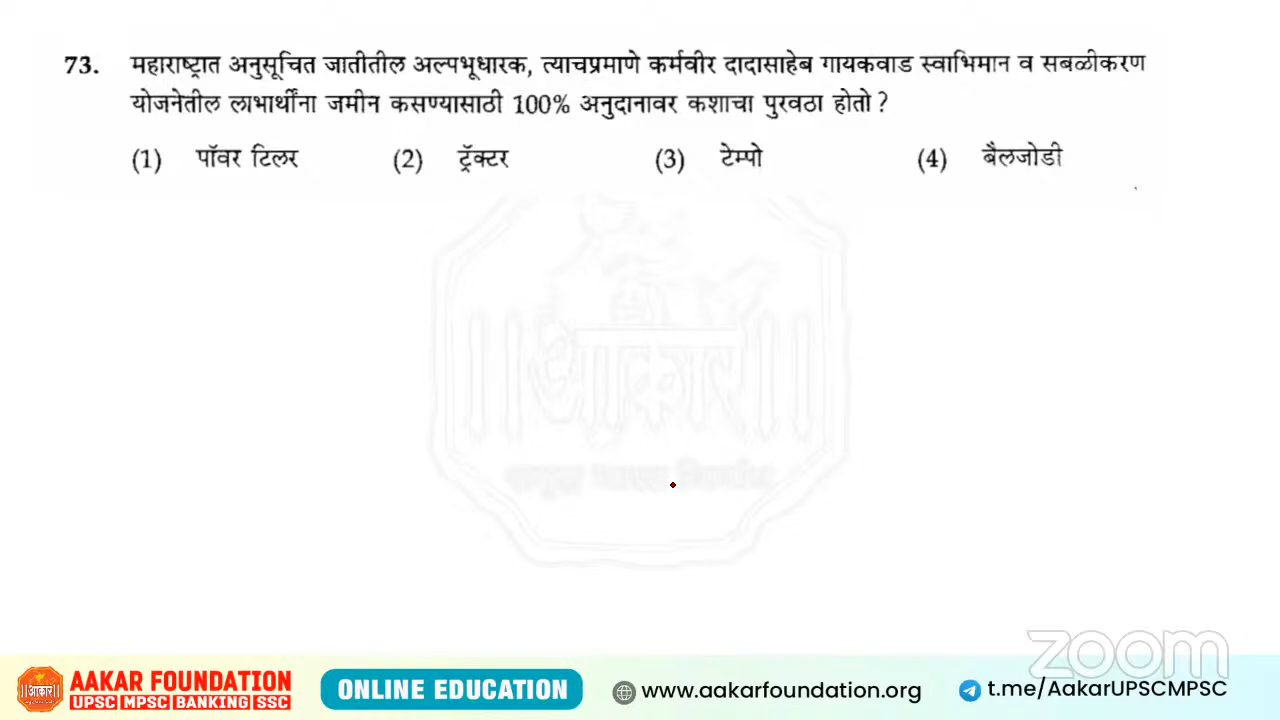 73. महाराष्ट्रात अनुसूचित जातीतील अल्पभूधारक, त्याचप्रमाणे कर्मवीर दादासाहेब गायकवाड स्वाभिमान व सबळीकरण
योजनेतील लाभार्थींना जमीन कसण्यासाठी 100% अनुदानावर कशाचा पुरवठा होतो ?
(1) पॉवर टिलर (2) ट्रॅक्टर (3) टेम्पो (4) बैलजोडी
॥आकार॥
zoom
॥आकार॥
AAKAR FOUNDATION
UPSC MPSC BANKING SSC
ONLINE EDUCATION
www.aakarfoundation.org
t.me/AakarUPSCMPSC